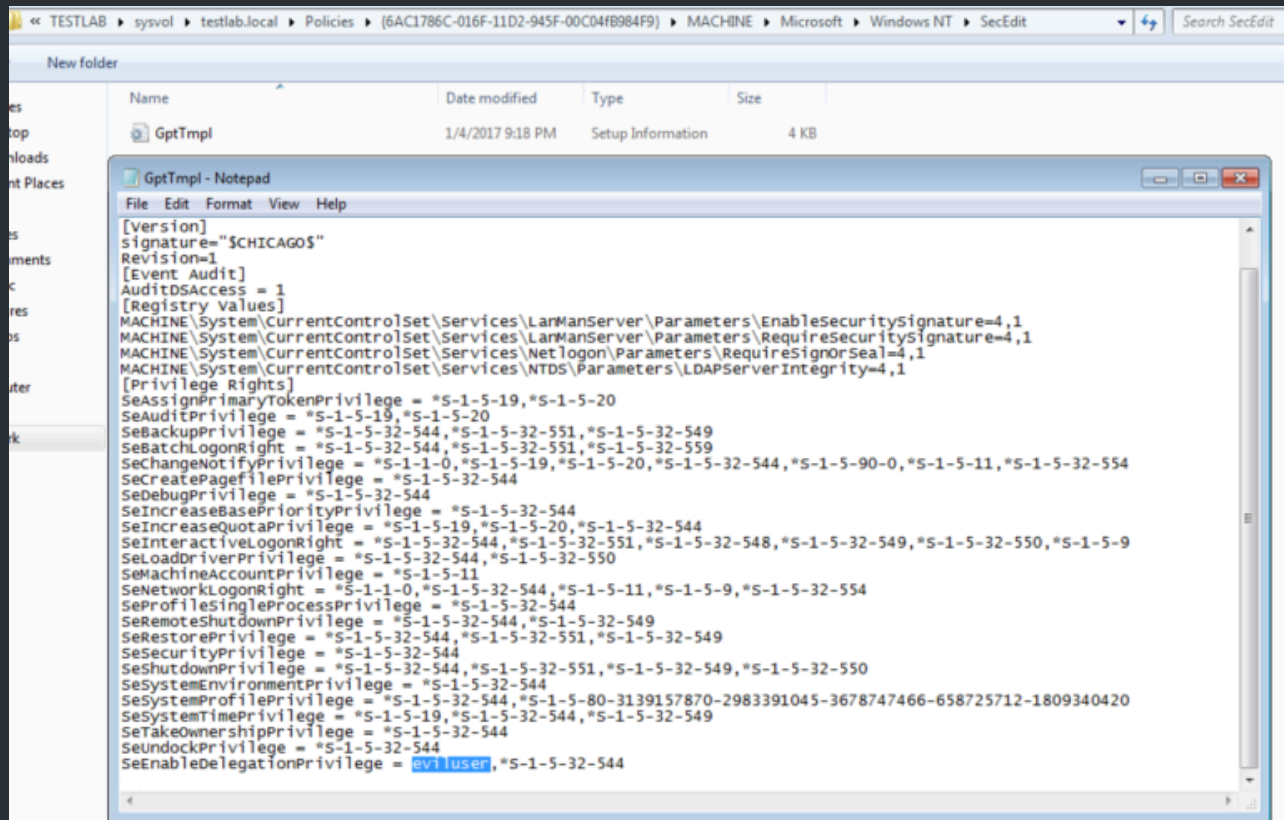 « TESTLAB ▸ sysvol ▸ testlab.local ▸ Policies ▸ {6AC1786C-016F-11D2-945F-00C04fB984F9} ▸ MACHINE ▸ Microsoft ▸ Windows NT ▸ SecEdit Search SecEdit
New folder
Name Date modified Type Size
GptTmpl 1/4/2017 9:18 PM Setup Information 4 KB
nt Places
GptTmpl - Notepad
File Edit Format View Help
[Version]
signature="$CHICAGO$"
Revision=1
[Event Audit]
AuditDSAccess = 1
[Registry Values]
MACHINE\System\CurrentControlSet\Services\LanManServer\Parameters\EnableSecuritySignature=4,1
MACHINE\System\CurrentControlSet\Services\LanManServer\Parameters\RequireSecuritySignature=4,1
MACHINE\System\CurrentControlSet\Services\Netlogon\Parameters\RequireSignOrSeal=4,1
MACHINE\System\CurrentControlSet\Services\NTDS\Parameters\LDAPServerIntegrity=4,1
[Privilege Rights]
SeAssignPrimaryTokenPrivilege = *S-1-5-19,*S-1-5-20
SeAuditPrivilege = *S-1-5-19,*S-1-5-20
SeBackupPrivilege = *S-1-5-32-544,*S-1-5-32-551,*S-1-5-32-549
SeBatchLogonRight = *S-1-5-32-544,*S-1-5-32-551,*S-1-5-32-559
SeChangeNotifyPrivilege = *S-1-1-0,*S-1-5-19,*S-1-5-20,*S-1-5-32-544,*S-1-5-90-0,*S-1-5-11,*S-1-5-32-554
SeCreatePagefilePrivilege = *S-1-5-32-544
SeDebugPrivilege = *S-1-5-32-544
SeIncreaseBasePriorityPrivilege = *S-1-5-32-544
SeIncreaseQuotaPrivilege = *S-1-5-19,*S-1-5-20,*S-1-5-32-544
SeInteractiveLogonRight = *S-1-5-32-544,*S-1-5-32-551,*S-1-5-32-548,*S-1-5-32-549,*S-1-5-32-550,*S-1-5-9
SeLoadDriverPrivilege = *S-1-5-32-544,*S-1-5-32-550
SeMachineAccountPrivilege = *S-1-5-11
SeNetworkLogonRight = *S-1-1-0,*S-1-5-32-544,*S-1-5-11,*S-1-5-9,*S-1-5-32-554
SeProfileSingleProcessPrivilege = *S-1-5-32-544
SeRemoteShutdownPrivilege = *S-1-5-32-544,*S-1-5-32-549
SeRestorePrivilege = *S-1-5-32-544,*S-1-5-32-551,*S-1-5-32-549
SeSecurityPrivilege = *S-1-5-32-544
SeShutdownPrivilege = *S-1-5-32-544,*S-1-5-32-551,*S-1-5-32-549,*S-1-5-32-550
SeSystemEnvironmentPrivilege = *S-1-5-32-544
SeSystemProfilePrivilege = *S-1-5-32-544,*S-1-5-80-3139157870-2983391045-3678747466-658725712-1809340420
SeSystemTimePrivilege = *S-1-5-19,*S-1-5-32-544,*S-1-5-32-549
SeTakeOwnershipPrivilege = *S-1-5-32-544
SeUndockPrivilege = *S-1-5-32-544
SeEnableDelegationPrivilege = eviluser,*S-1-5-32-544